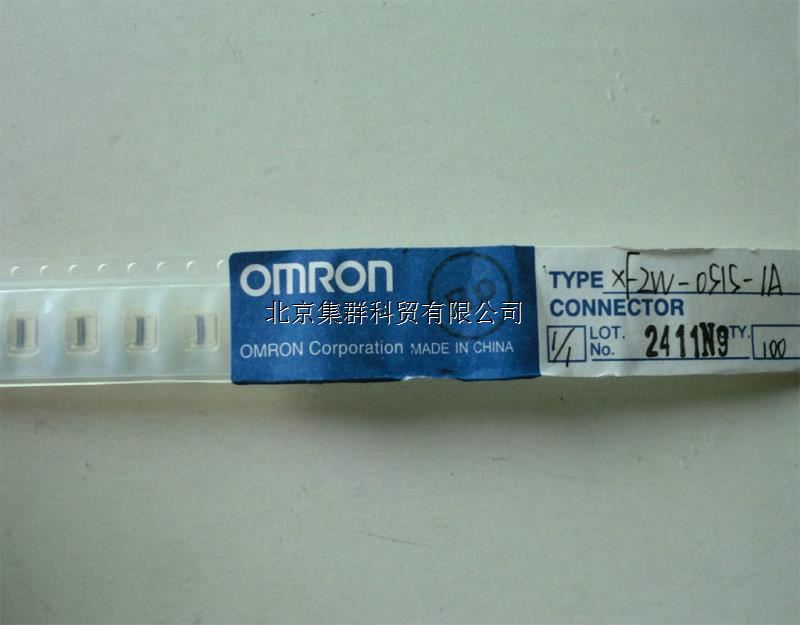 OMRON
北京集群科贸有限公司
OMRON Corporation MADE IN CHINA
TYPE XF2W-0515-1A
CONNECTOR
1/1 LOT. No. 2411N9 TY. 100